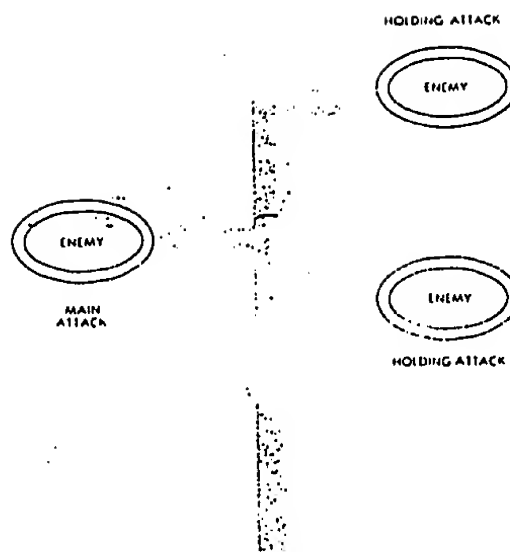 HOLDING ATTACK
ENEMY
ENEMY
MAIN
ATTACK
ENEMY
HOLDING ATTACK